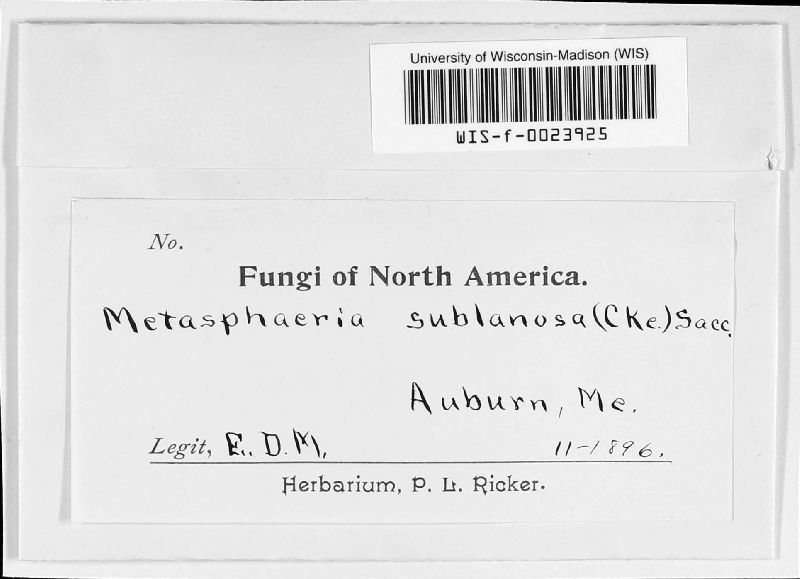 University of Wisconsin-Madison (WIS)
WIS-f-0023925
No.
Fungi of North America.
Metasphaeria sublanosa (Cke.) Sacc.
Auburn, Me.
Legit, E. D. M. 11-1896.
Herbarium, P. L. Ricker.